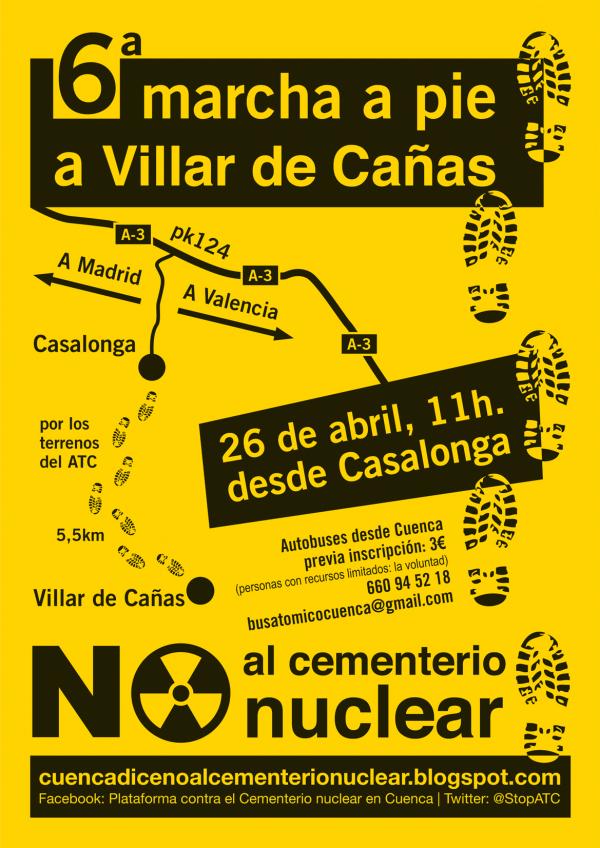 6ª marcha a pie
a Villar de Cañas
A-3
pk124
A-3
A Madrid
A Valencia
A-3
Casalonga
por los
terrenos
del ATC
26 de abril, 11h.
desde Casalonga
5,5km
Autobuses desde Cuenca
previa inscripción: 3€
(personas con recursos limitados: la voluntad)
660 94 52 18
busatomicocuenca@gmail.com
Villar de Cañas
NO al cementerio
nuclear
cuencadicenoalcementerionuclear.blogspot.com
Facebook: Plataforma contra el Cementerio nuclear en Cuenca | Twitter: @StopATC